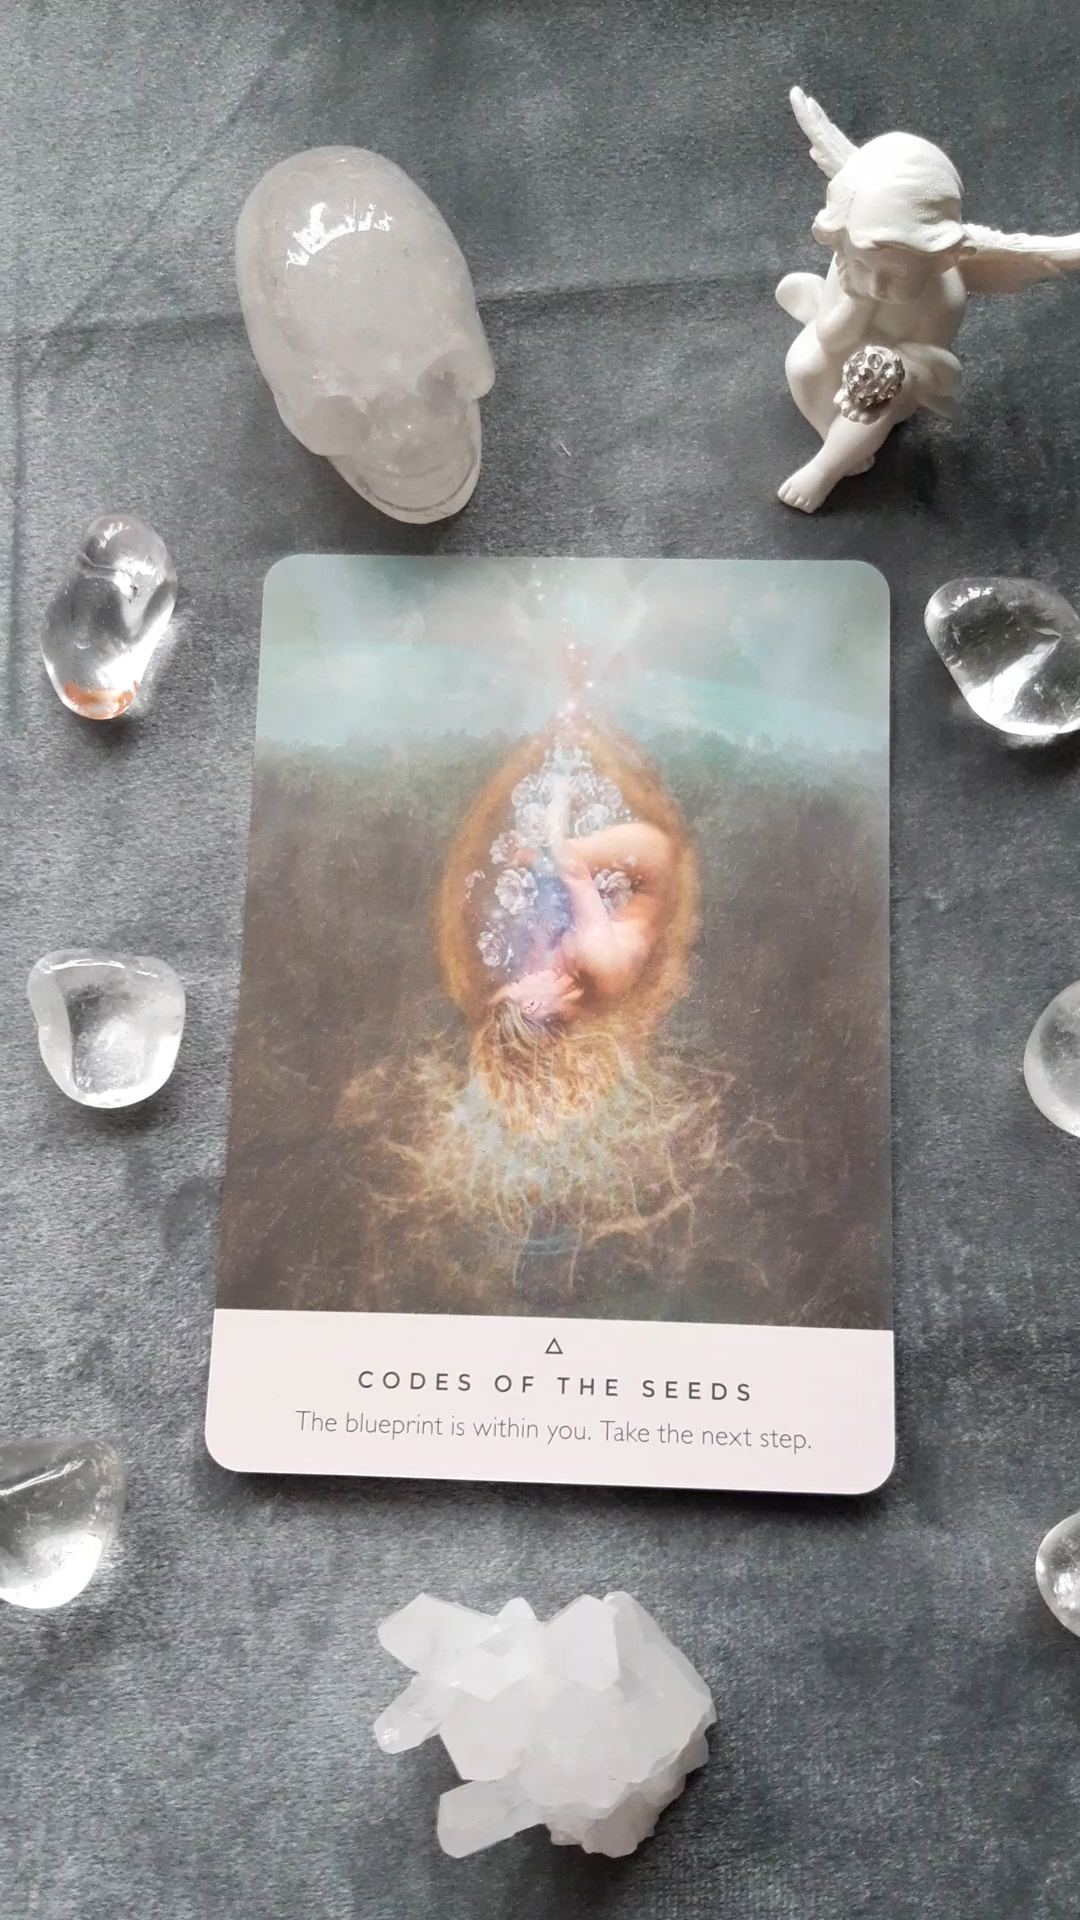 CODES OF THE SEEDS
The blueprint is within you. Take the next step.